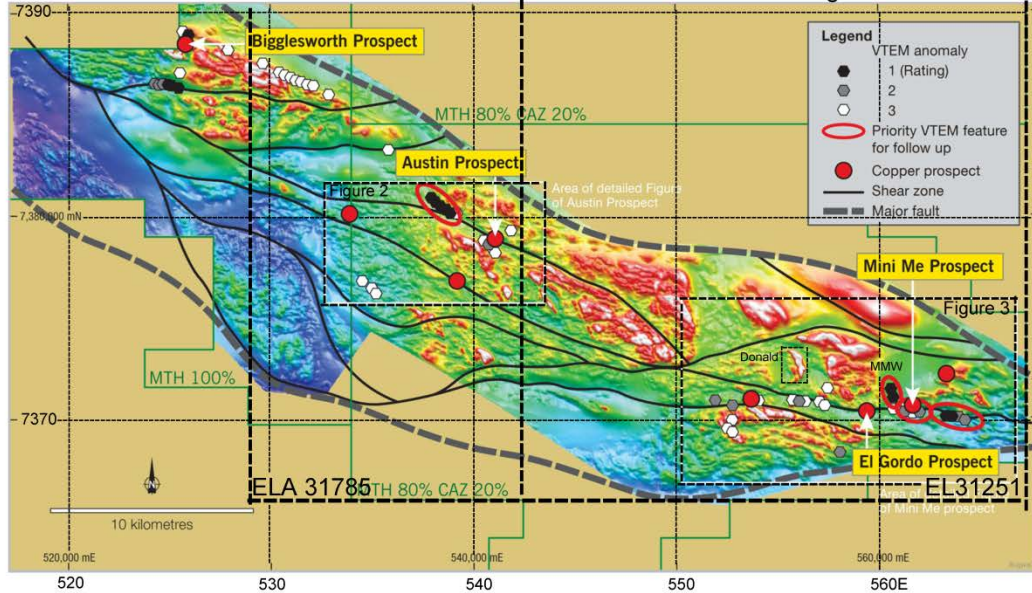 7390
Bigglesworth Prospect
Legend
VTEM anomaly
1 (Rating)
2
3
Priority VTEM feature
for follow up
Copper prospect
Shear zone
Major fault
MTH 80% CAZ 20%
Austin Prospect
Figure 2
Area of detailed Figure
of Austin Prospect
7,380,000 mN
Mini Me Prospect
Figure 3
Donald
MMW
MTH 100%
7370
El Gordo Prospect
ELA 31785
MTH 80% CAZ 20%
EL31251
Area of
of Mini Me prospect
N
10 kilometres
520,000 mE
540,000 mE
560,000 mE
520
530
540
550
560E